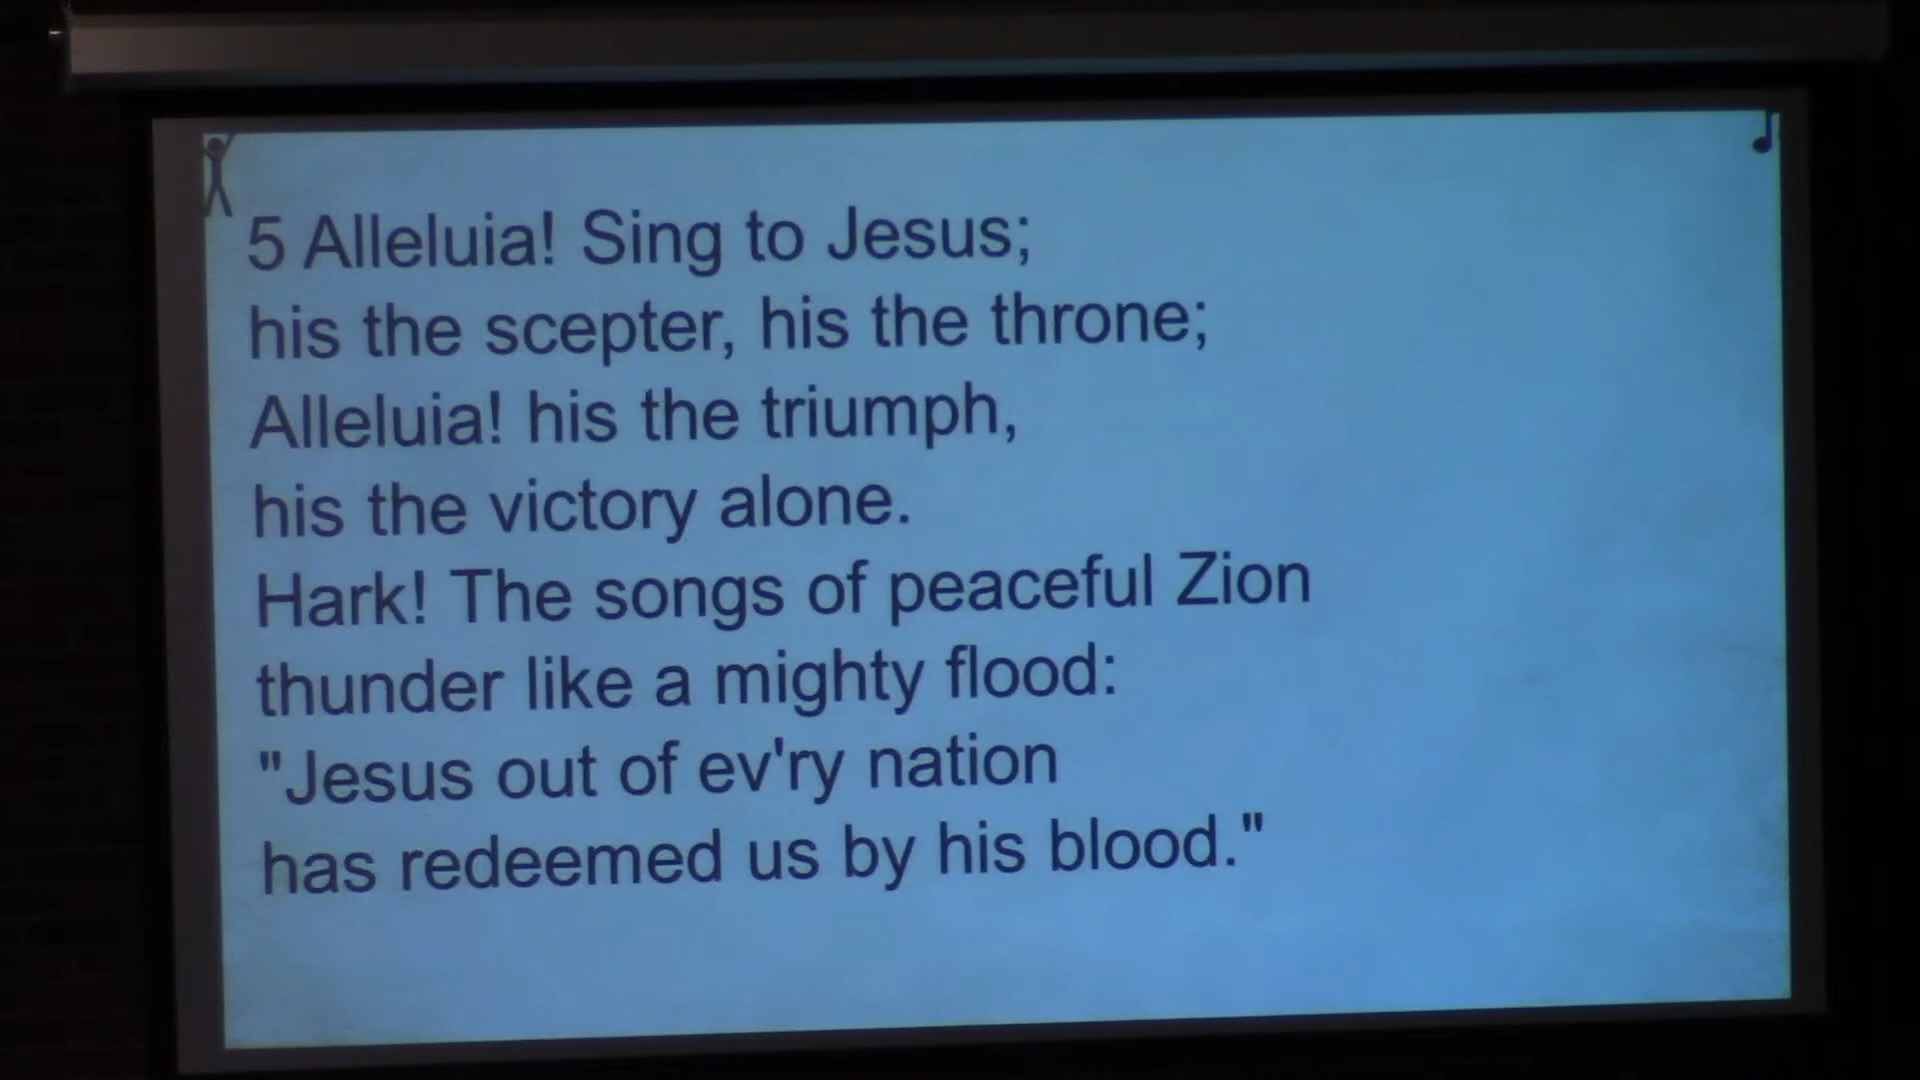 5 Alleluia! Sing to Jesus;
his the scepter, his the throne;
Alleluia! his the triumph,
his the victory alone.
Hark! The songs of peaceful Zion
thunder like a mighty flood:
"Jesus out of ev'ry nation
has redeemed us by his blood."